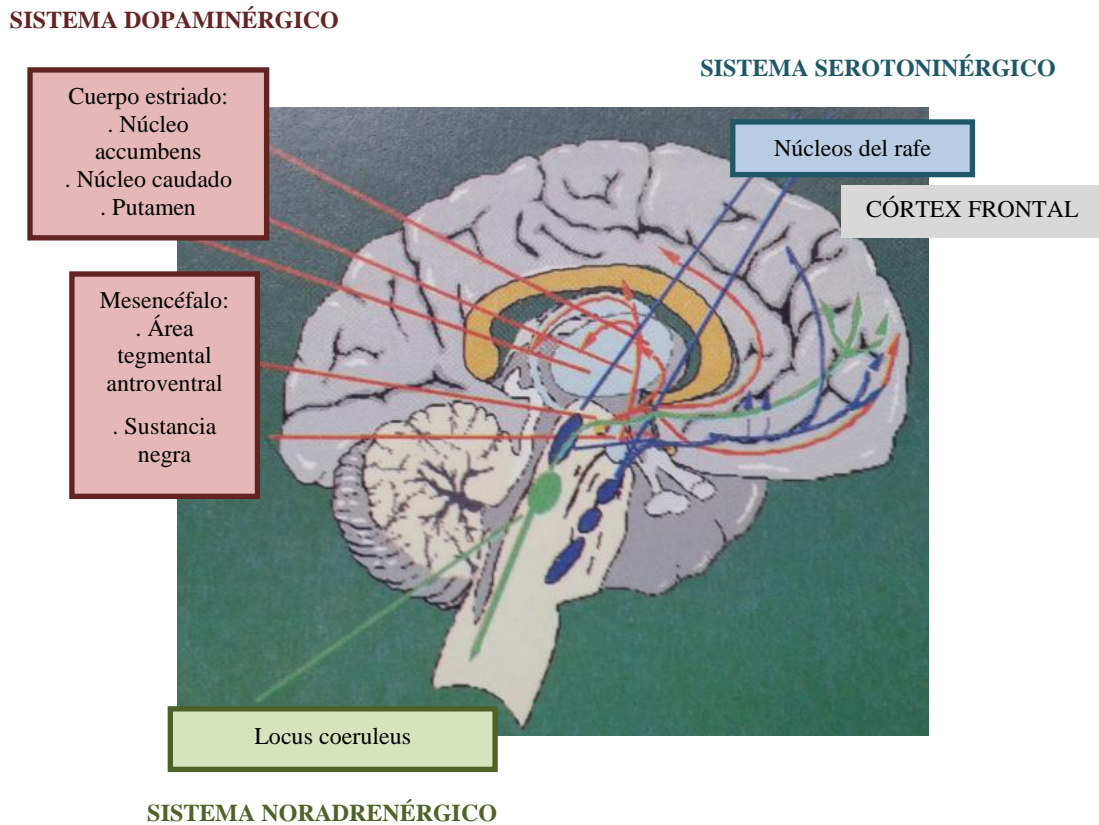 SISTEMA DOPAMINÉRGICO
SISTEMA SEROTONINÉRGICO
Cuerpo estriado:
. Núcleo
accumbens
. Núcleo caudado
. Putamen
Núcleos del rafe
CÓRTEX FRONTAL
Mesencéfalo:
. Área
tegmental
antroventral
. Sustancia
negra
Locus coeruleus
SISTEMA NORADRENÉRGICO